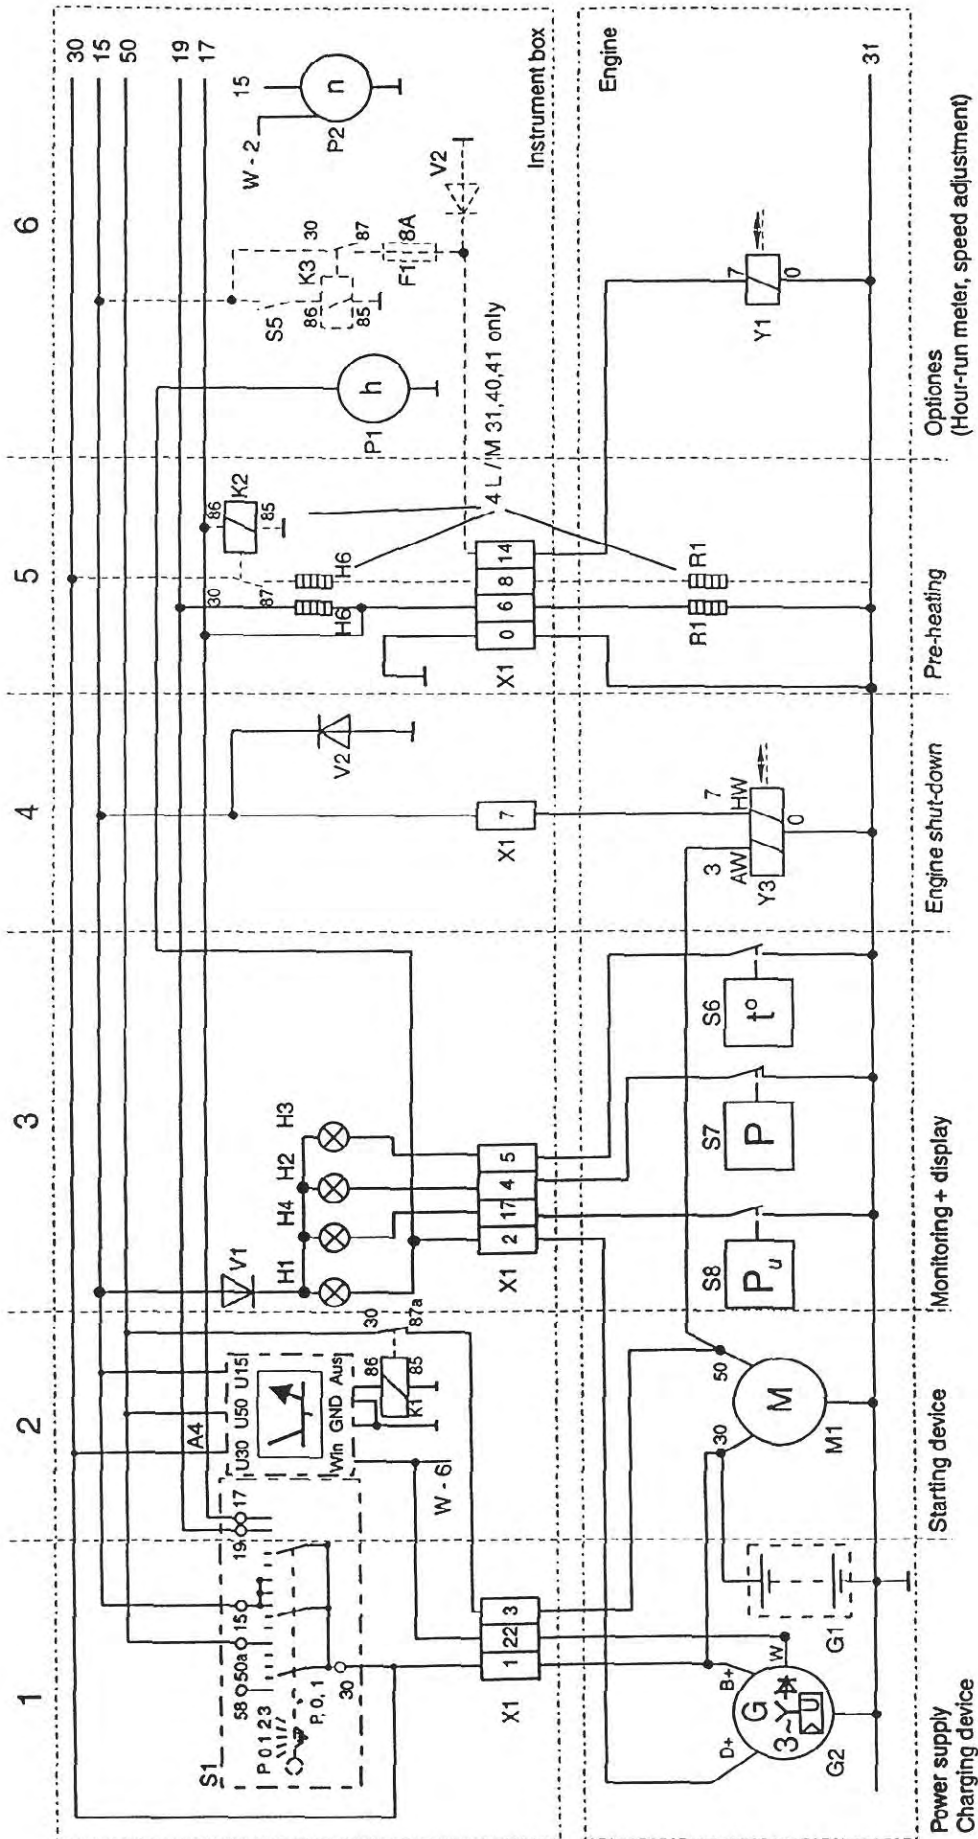 1
2
3
4
5
6
30
15
50
19
17
S1
58
50a
15
19
17
P 0 1 2 3
P, 0, 1
30
A4
U30 U50 U15
Win GND Aus
W - 6
30
86
87a
85
K1
V1
H1
H4
H2
H3
V2
30
87
86
K2
85
H6
H6
4 L / M 31,40,41 only
P1
h
S5
K3
30
86
85
87
F1
8A
V2
W - 2
15
n
P2
Instrument box
X1
1
22
3
X1
2
17
4
5
X1
7
X1
0
6
8
14
Engine
D+
B+
W
G
3~
U
G2
G1
30
50
M
M1
S8
Pu
S7
P
S6
t°
3
AW
7
HW
Y3
0
R1
R1
7
Y1
0
31
Power supply
Charging device
Starting device
Monitoring + display
Engine shut-down
Pre-heating
Optiones
(Hour-run meter, speed adjustment)